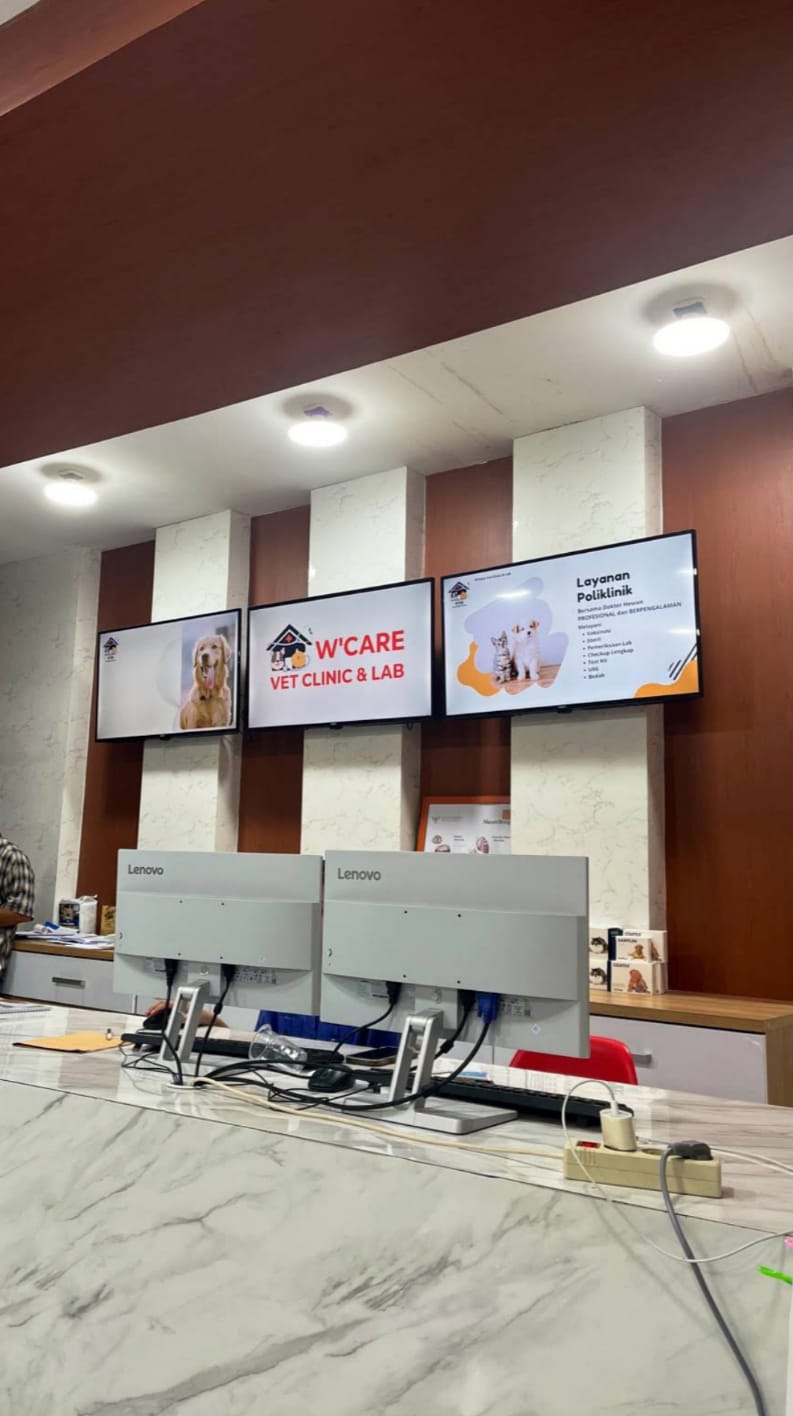 W'CARE
VET CLINIC & LAB
Layanan
Poliklinik
Bersama Dokter Hewan
PROFESIONAL dan BERPENGALAMAN
Melayani
• Vaksinasi
• Steril
• Pemeriksaan Lab
• Checkup Lengkap
• Test Kit
• USG
• Bedah
Lenovo
Lenovo